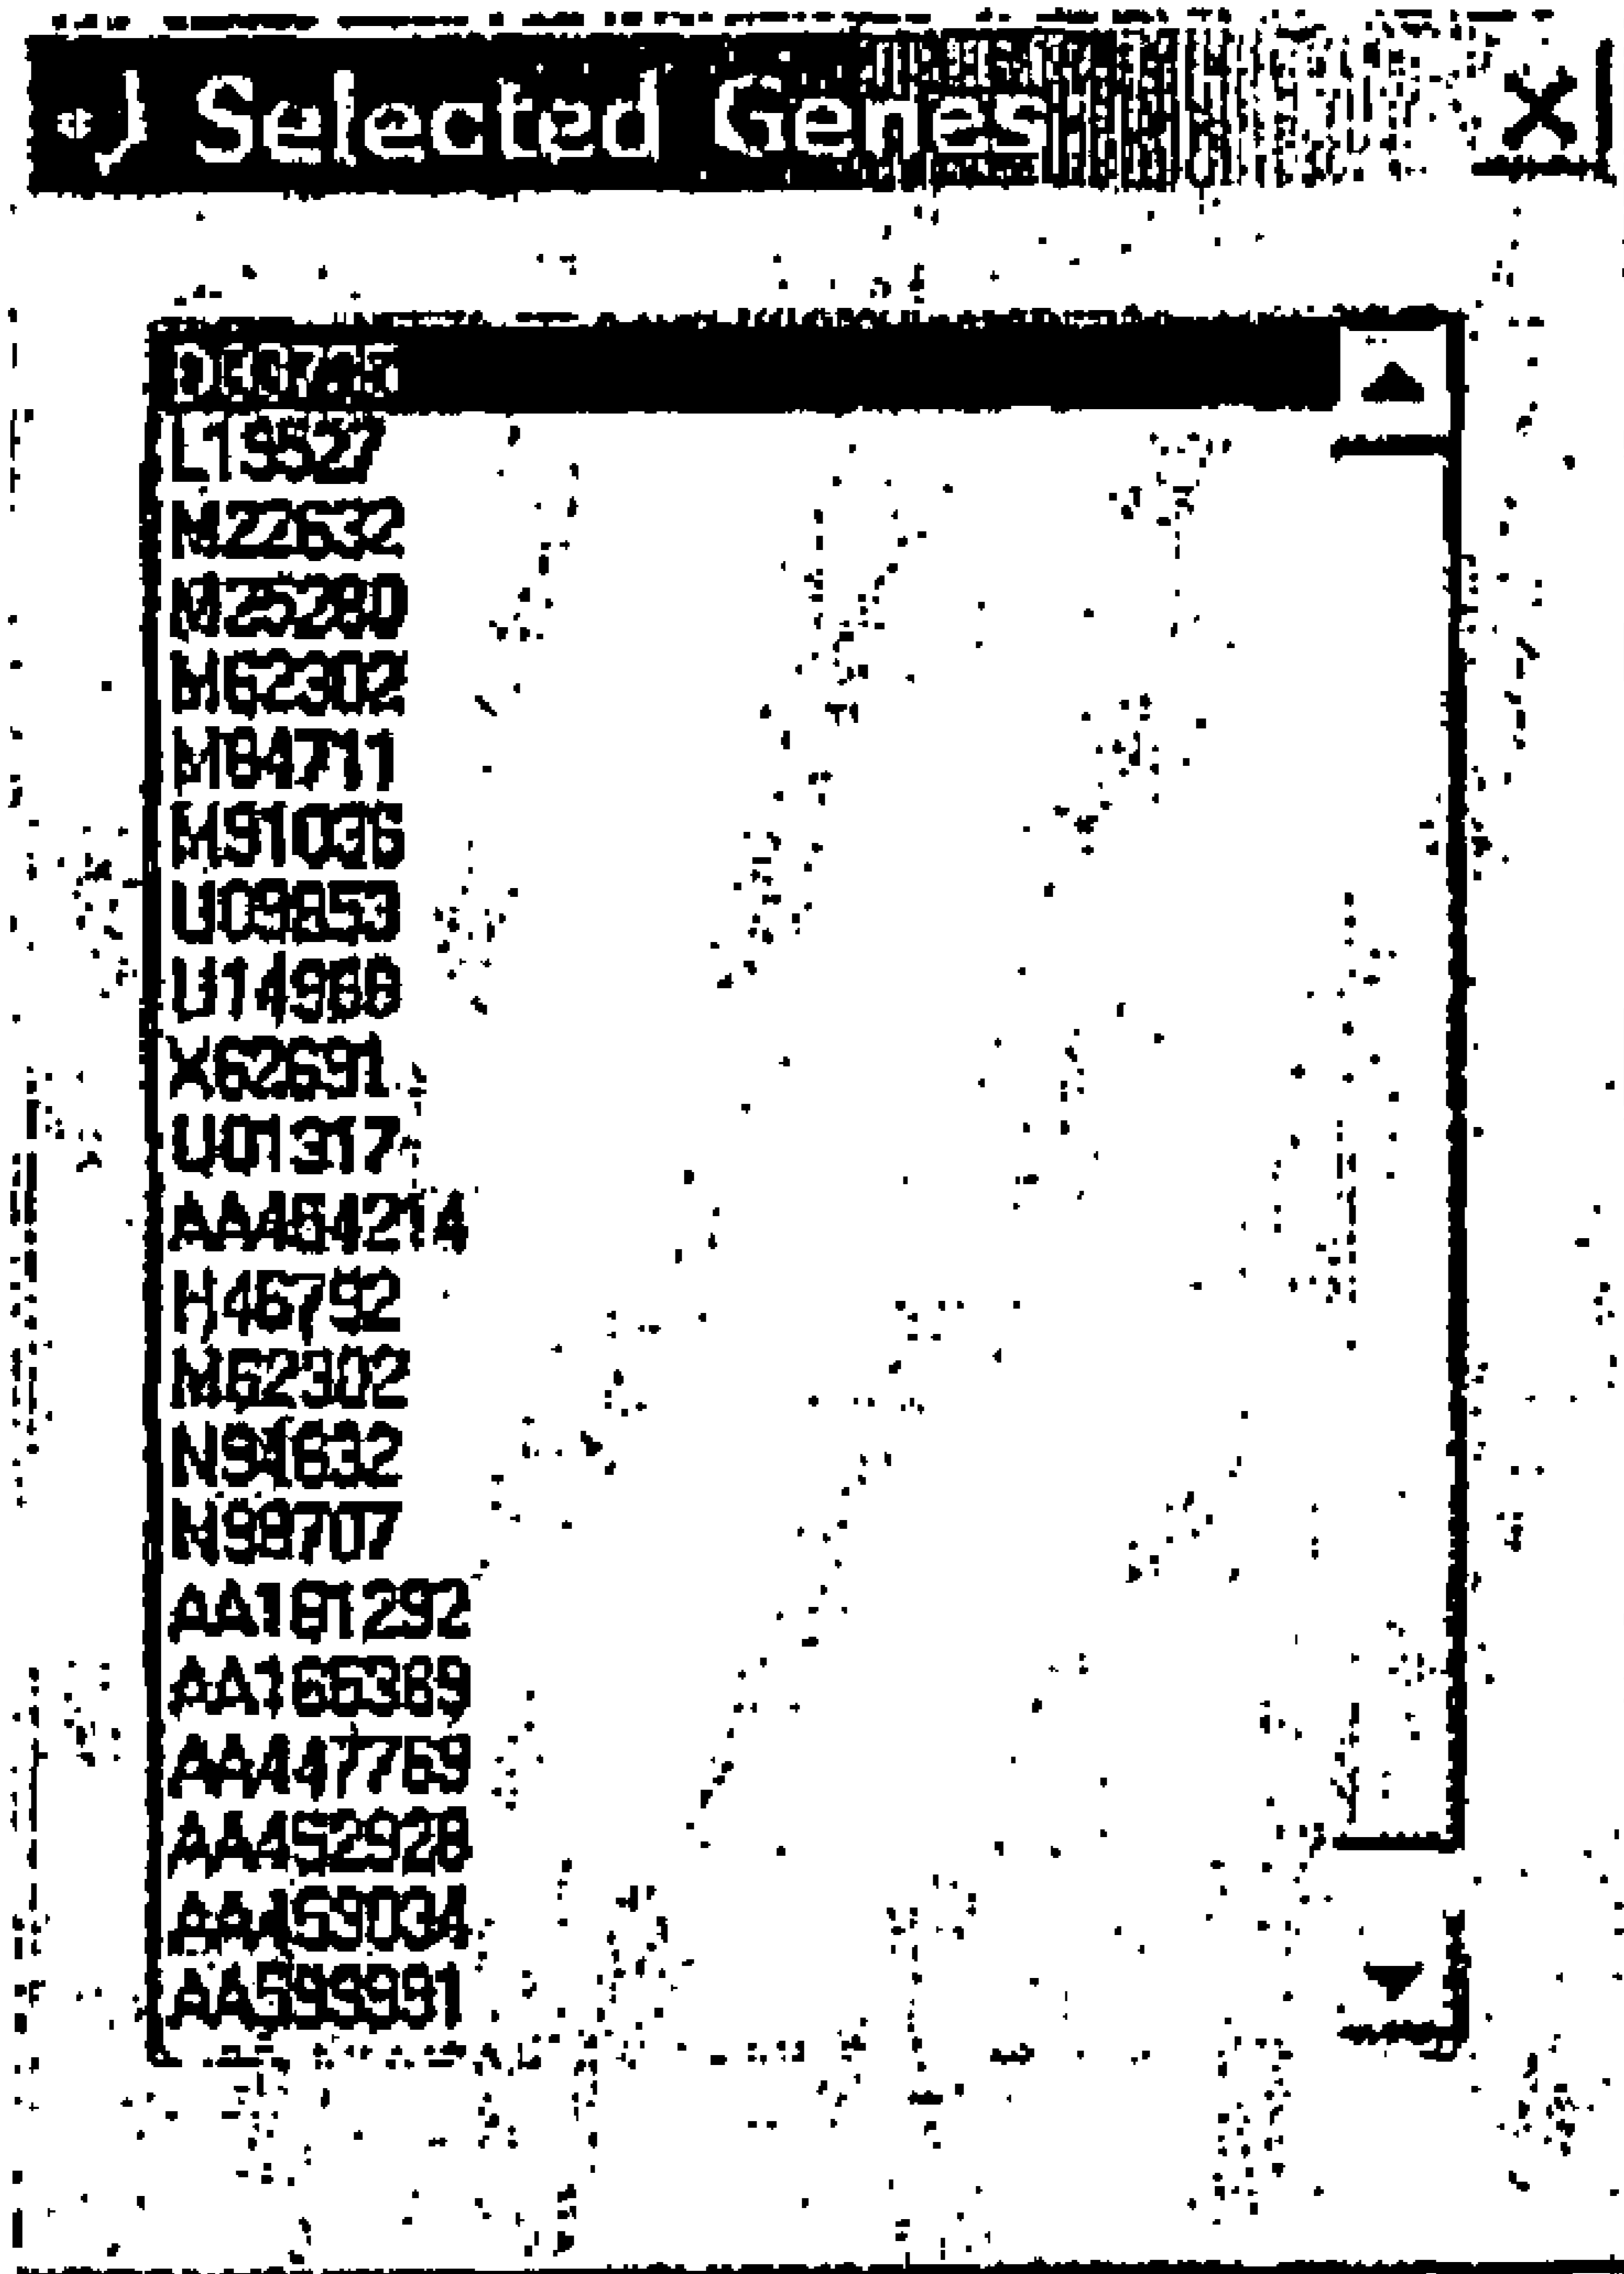 Selected Genes
L19527
M22632
M25280
M62302
M84711
M91036
U09853
U14968
X62691
U01317
AA454214
H46792
M62302
N94632
N98707
AA181292
AA166389
AA447769
AA452928
AA459034
AA599991